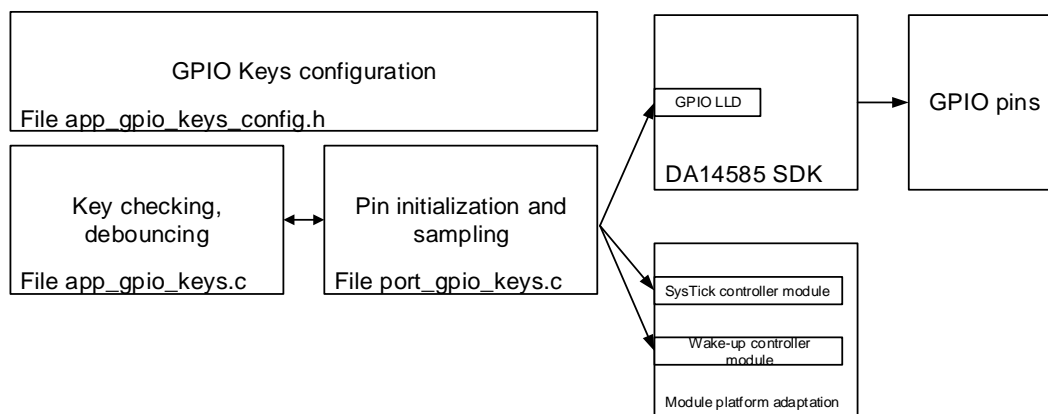 GPIO Keys configuration
File app_gpio_keys_config.h
Key checking,
debouncing
File app_gpio_keys.c
Pin initialization and
sampling
File port_gpio_keys.c
GPIO LLD
DA14585 SDK
GPIO pins
SysTick controller module
Wake-up controller
module
Module platform adaptation